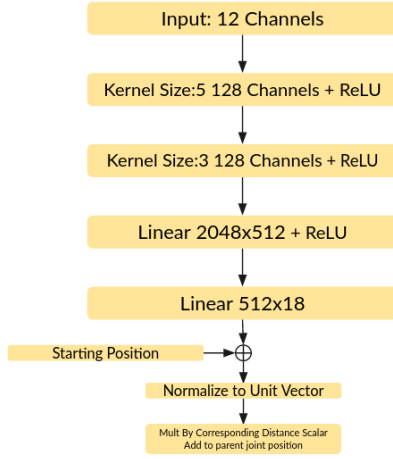 Input: 12 Channels
Kernel Size:5 128 Channels + ReLU
Kernel Size:3 128 Channels + ReLU
Linear 2048x512 + ReLU
Linear 512x18
Starting Position
Normalize to Unit Vector
Mult By Corresponding Distance Scalar
Add to parent joint position